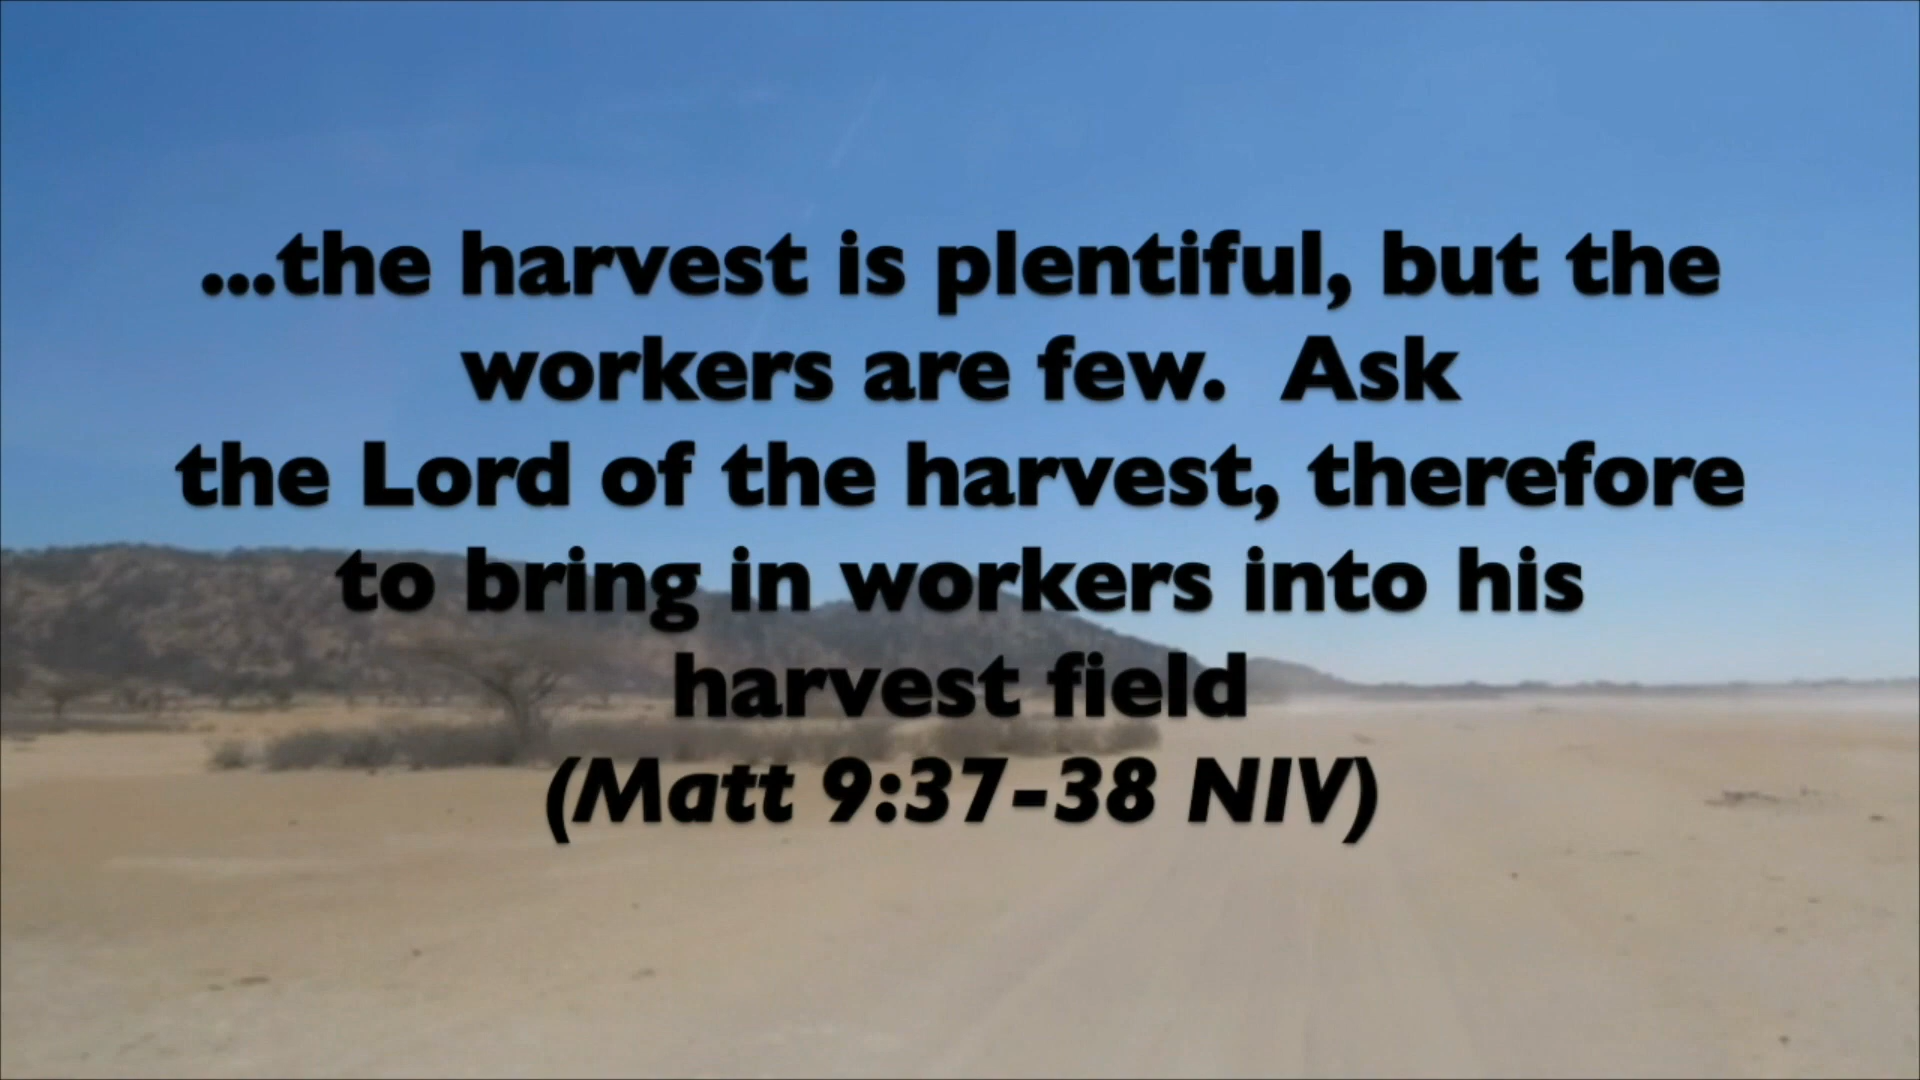 ...the harvest is plentiful, but the
workers are few.  Ask
the Lord of the harvest, therefore
to bring in workers into his
harvest field
(Matt 9:37-38 NIV)